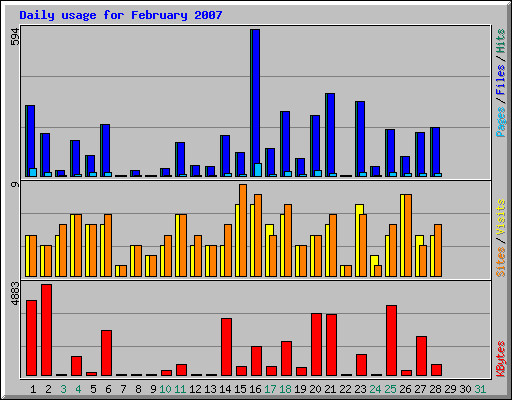 Daily usage for February 2007
594
Pages / Files / Hits
9
Sites / Visits
4883
KBytes
1 2 3 4 5 6 7 8 9 10 11 12 13 14 15 16 17 18 19 20 21 22 23 24 25 26 27 28 29 30 31